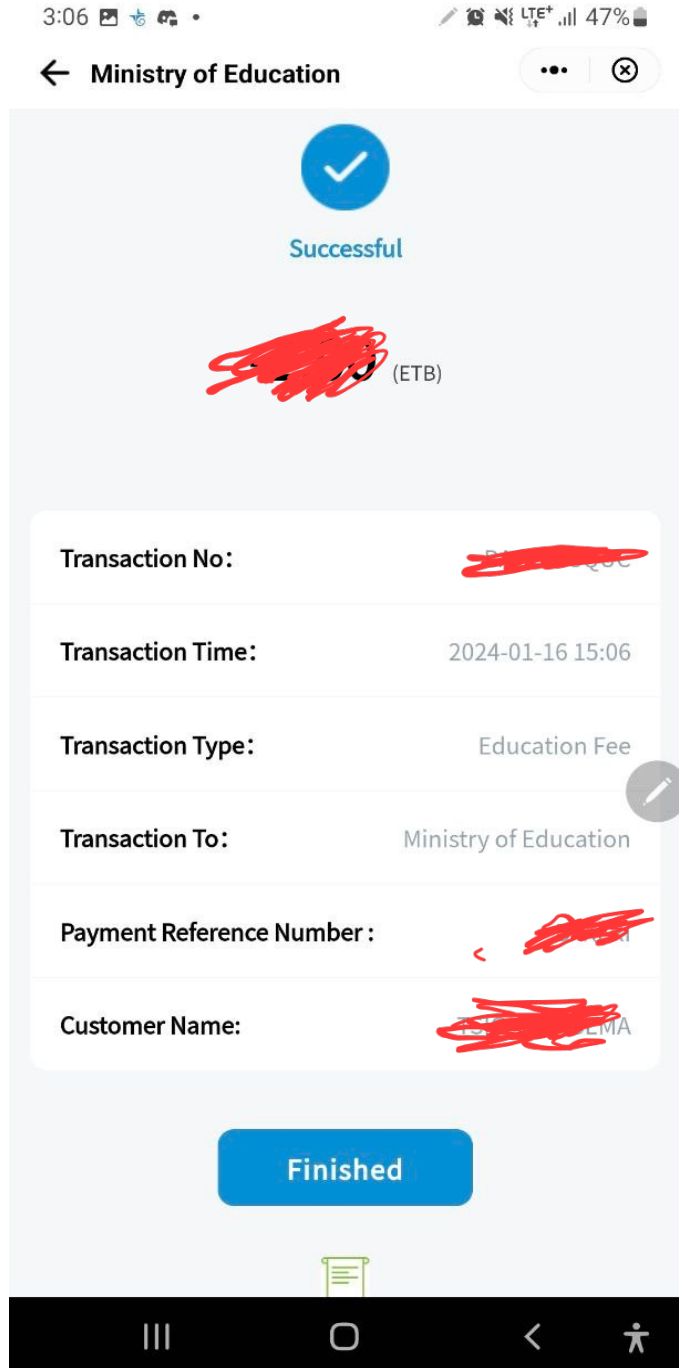 3:06 LTE+ 47%
Ministry of Education
Successful
(ETB)
Transaction No:
Transaction Time: 2024-01-16 15:06
Transaction Type: Education Fee
Transaction To: Ministry of Education
Payment Reference Number :
Customer Name:
Finished